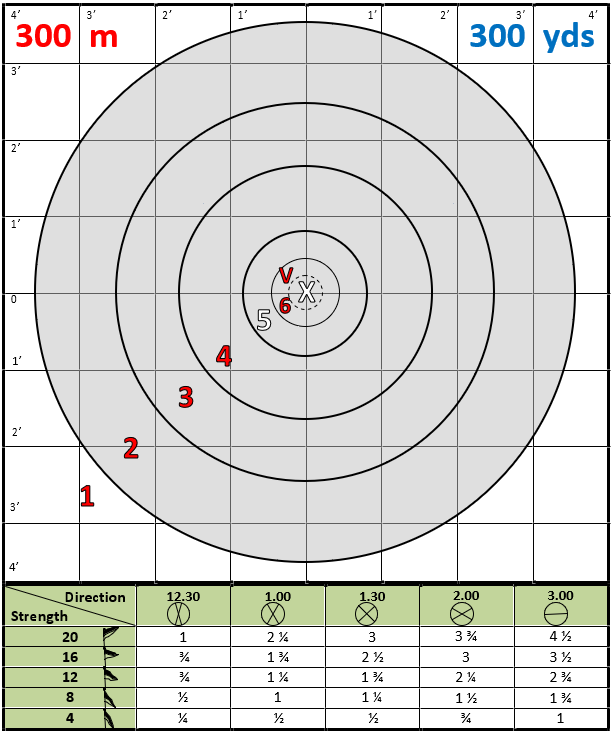 4′ 3′ 2′ 1′ 1′ 2′ 3′ 4′
300 m 300 yds
3′
2′
1′
V
0 X
6
5
1′ 4
3
2′ 2
1
3′
4′
Direction 12.30 1.00 1.30 2.00 3.00
Strength
20 1 2 ¼ 3 3 ¾ 4 ½
16 ¾ 1 ¾ 2 ½ 3 3 ½
12 ¾ 1 ¼ 1 ¾ 2 ¼ 2 ¾
8 ½ 1 1 ¼ 1 ½ 1 ¾
4 ¼ ½ ½ ¾ 1